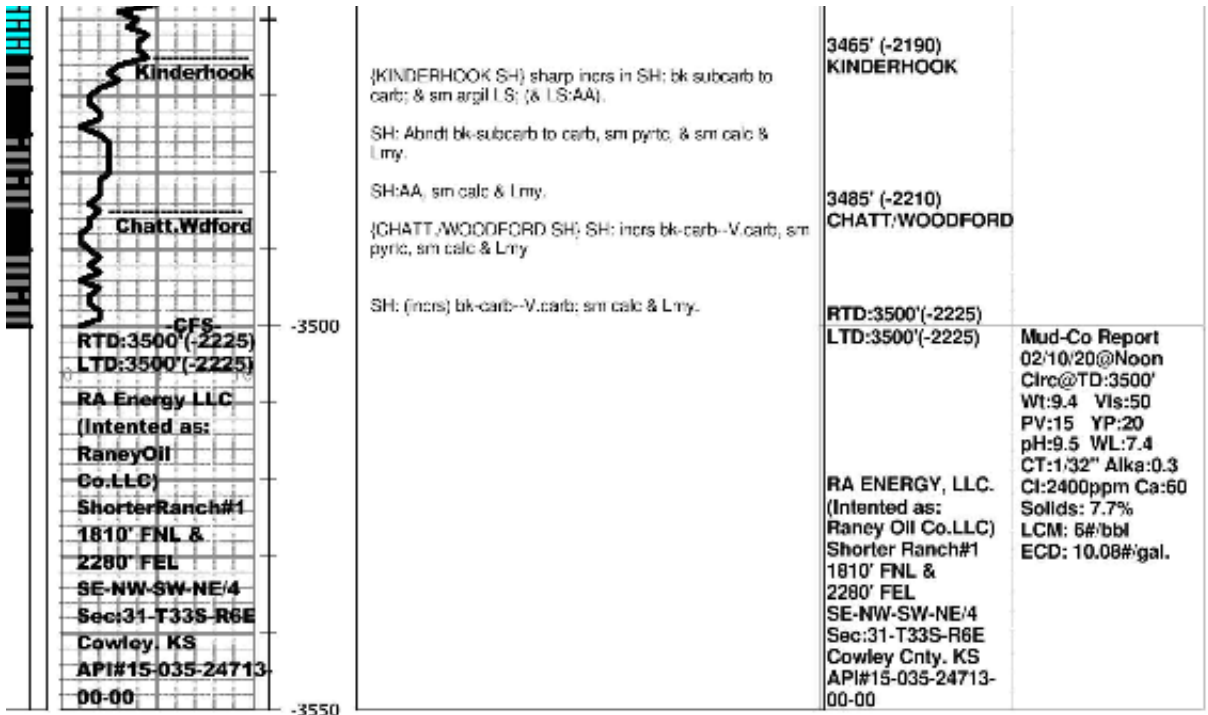 Kinderhook
Chatt.Wdford
-CFS-
RTD:3500'(-2225)
LTD:3500'(-2225)
RA Energy LLC
(Intented as:
RaneyOil
Co.LLC)
ShorterRanch#1
1810' FNL &
2280' FEL
SE-NW-SW-NE/4
Sec:31-T33S-R6E
Cowley. KS
API#15-035-24713-
00-00
-3500
-3550
{KINDERHOOK SH} sharp incrs in SH: bk subcarb to
carb; & sm argil LS; (& LS:AA).
SH: Abndt bk-subcarb to carb, sm pyrtc, & sm calc &
Lmy.
SH:AA, sm calc & Lmy.
{CHATT./WOODFORD SH} SH: incrs bk-carb--V.carb, sm
pyrtc, sm calc & Lmy
SH: (incrs) bk-carb--V.carb; sm calc & Lmy.
3465' (-2190)
KINDERHOOK
3485' (-2210)
CHATT/WOODFORD
RTD:3500'(-2225)
LTD:3500'(-2225)
RA ENERGY, LLC.
(Intented as:
Raney Oil Co.LLC)
Shorter Ranch#1
1810' FNL &
2280' FEL
SE-NW-SW-NE/4
Sec:31-T33S-R6E
Cowley Cnty. KS
API#15-035-24713-
00-00
Mud-Co Report
02/10/20@Noon
Circ@TD:3500'
Wt:9.4 Vis:50
PV:15 YP:20
pH:9.5 WL:7.4
CT:1/32" Alka:0.3
Cl:2400ppm Ca:60
Solids: 7.7%
LCM: 6#/bbl
ECD: 10.08#/gal.